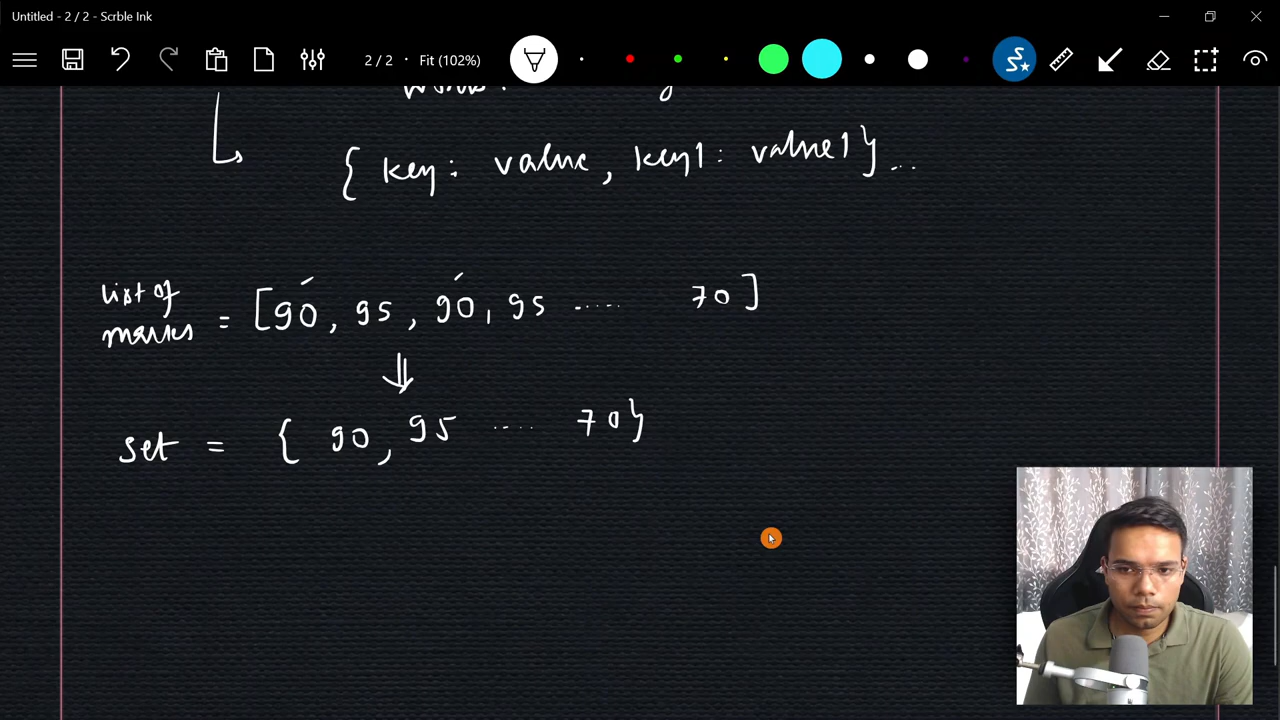 Untitled - 2 / 2 - Scrble Ink
2 / 2 · Fit (102%)
{ key: value, key1: value1} ...
list of
marks = [90, 95, 90, 95 ..... 70]
set = { 90, 95 .... 70}